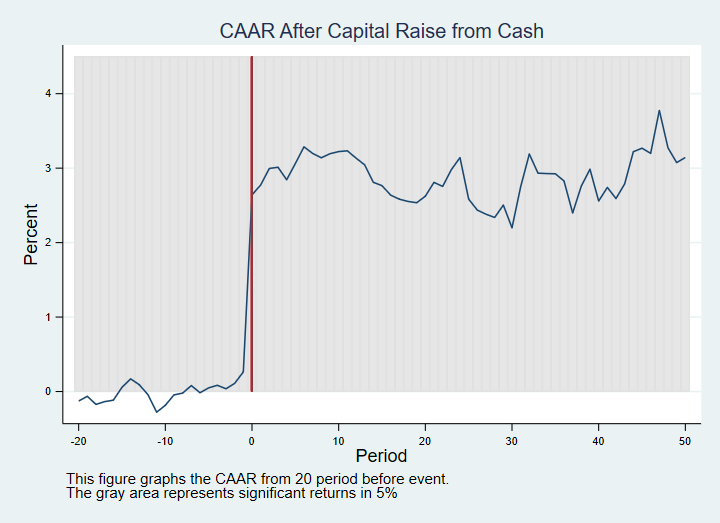 CAAR After Capital Raise from Cash
4
3
2
1
0
Percent
-20 -10 0 10 20 30 40 50
Period
This figure graphs the CAAR from 20 period before event.
The gray area represents significant returns in 5%